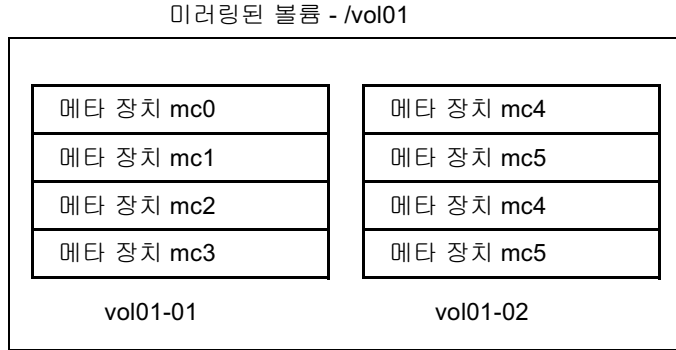 미러링된 볼륨 - /vol01
메타 장치 mc0
메타 장치 mc1
메타 장치 mc2
메타 장치 mc3
vol01-01
메타 장치 mc4
메타 장치 mc5
메타 장치 mc4
메타 장치 mc5
vol01-02